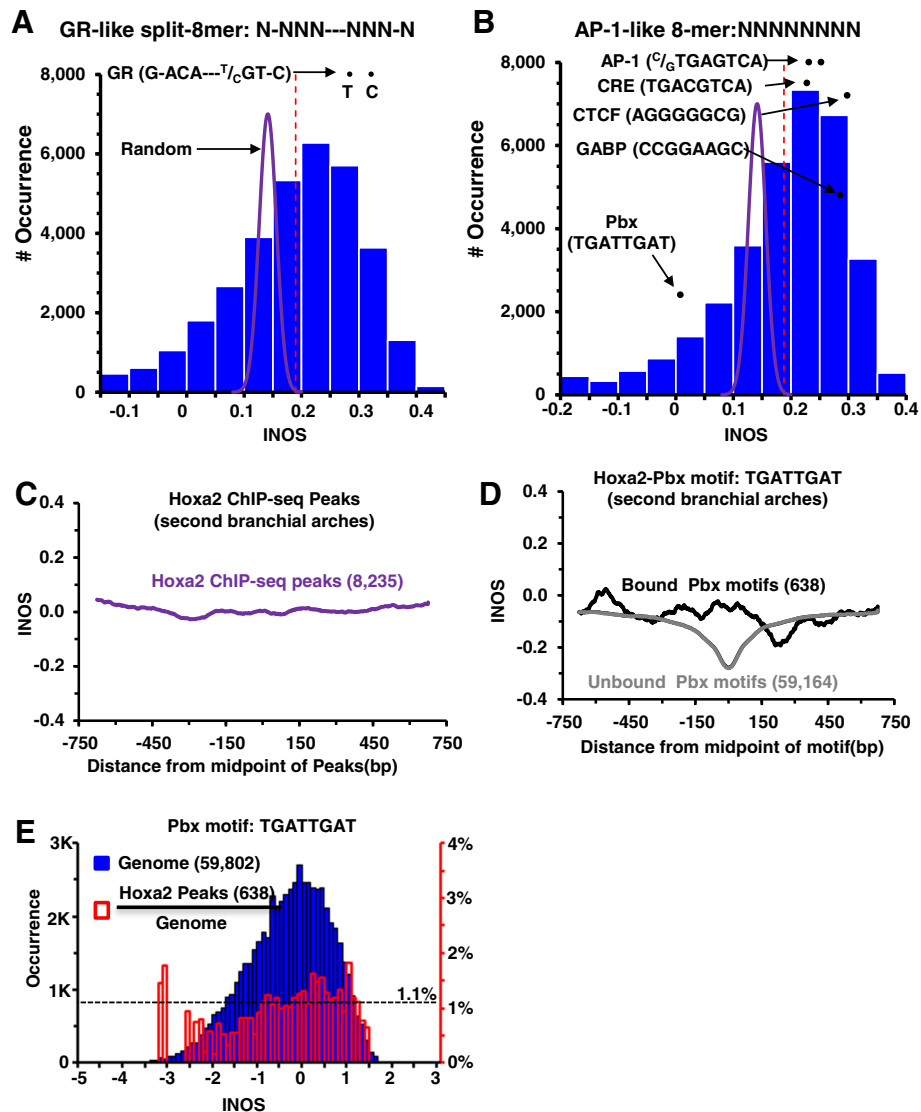 A
GR-like split-8mer: N-NNN---NNN-N
GR (G-ACA---T/CGT-C)
T C
Random
# Occurrence
8,000
6,000
4,000
2,000
0
-0.1 0 0.1 0.2 0.3 0.4
INOS
B
AP-1-like 8-mer:NNNNNNNN
AP-1 (C/GTGAGTCA)
CRE (TGACGTCA)
CTCF (AGGGGGCG)
GABP (CCGGAAGC)
Pbx
(TGATTGAT)
# Occurrence
8,000
6,000
4,000
2,000
0
-0.2 -0.1 0 0.1 0.2 0.3 0.4
INOS
C
Hoxa2 ChIP-seq Peaks
(second branchial arches)
Hoxa2 ChIP-seq peaks (8,235)
INOS
0.4
0.2
0.0
-0.2
-0.4
-750 -450 -150 150 450 750
Distance from midpoint of Peaks(bp)
D
Hoxa2-Pbx motif: TGATTGAT
(second branchial arches)
Bound Pbx motifs (638)
Unbound Pbx motifs (59,164)
INOS
0.4
0.2
0.0
-0.2
-0.4
-750 -450 -150 150 450 750
Distance from midpoint of motif(bp)
E
Pbx motif: TGATTGAT
Genome (59,802)
Hoxa2 Peaks (638)
Genome
1.1%
Occurrence
3K
2K
1K
0
4%
3%
2%
1%
0%
-5 -4 -3 -2 -1 0 1 2 3
INOS